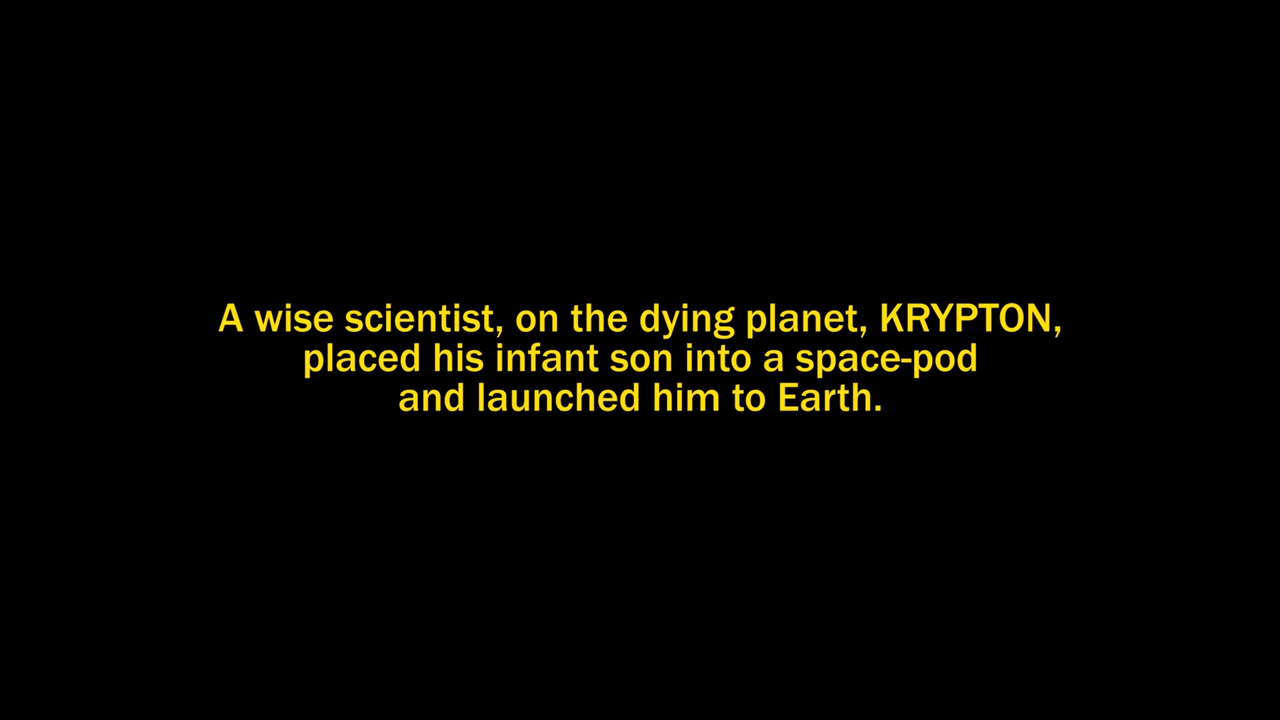 A wise scientist, on the dying planet, KRYPTON,
placed his infant son into a space-pod
and launched him to Earth.